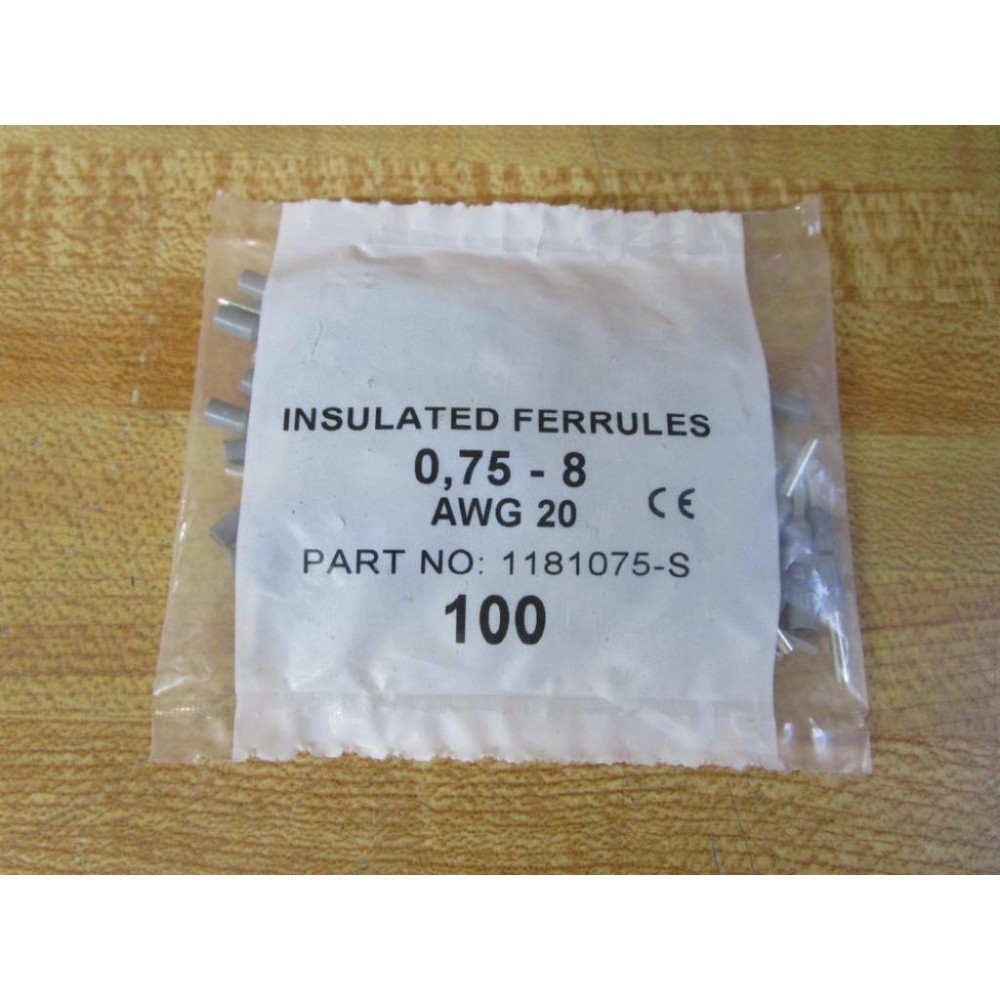 INSULATED FERRULES
0,75 - 8
AWG 20 CE
PART NO: 1181075-S
100